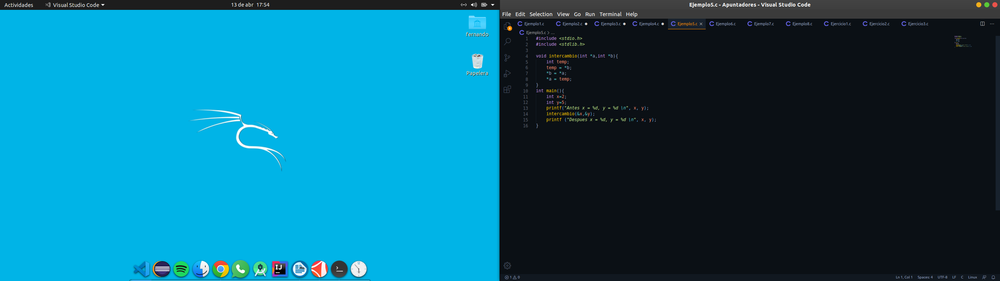 Actividades Visual Studio Code 13 de abr 17:54
fernando
Papelera
IJ
>_
12
Ejemplo5.c - Apuntadores - Visual Studio Code
File Edit Selection View Go Run Terminal Help
3
C Ejemplo1.c C Ejemplo2.c C Ejemplo3.c C Ejemplo4.c C Ejemplo5.c C Ejemplo6.c C Ejemplo7.c C Ejemplo8.c C Ejercicio1.c C Ejercicio2.c C Ejercicio3.c
C Ejemplo5.c > ...
1 #include <stdio.h>
2 #include <stdlib.h>
3
4 void intercambio(int *a,int *b){
5 int temp;
6 temp = *b;
7 *b = *a;
8 *a = temp;
9 }
10 int main(){
11 int x=2;
12 int y=5;
13 printf("Antes x = %d, y = %d \n", x, y);
14 intercambio(&x,&y);
15 printf ("Despues x = %d, y = %d \n", x, y);
16 }
1 0 Ln 1, Col 1 Spaces: 4 UTF-8 LF C Linux